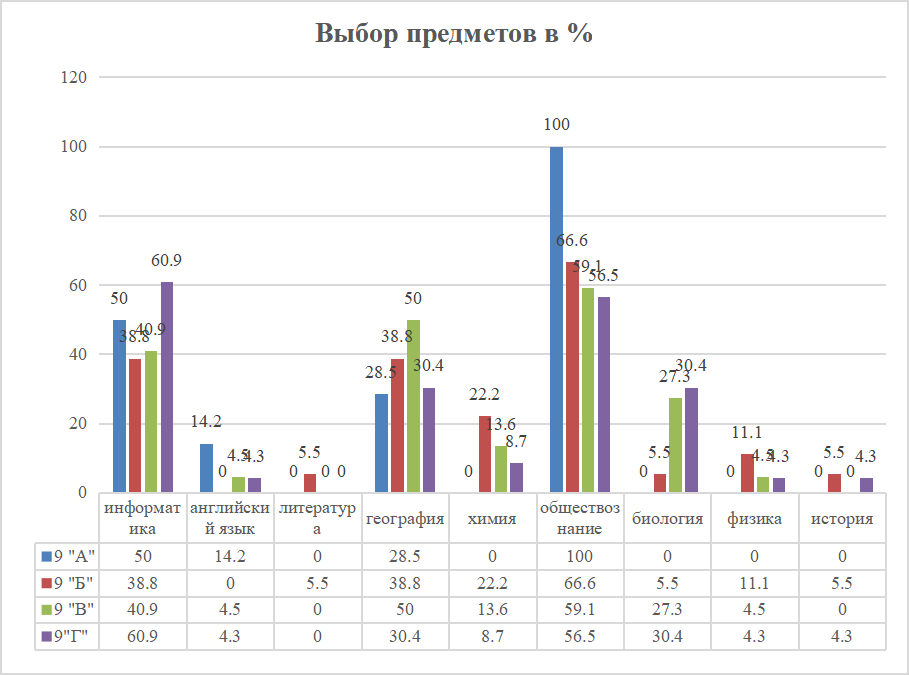 Выбор предметов в %
120
100
80
60
40
20
0
50
38.8
40.9
60.9
14.2
0
4.5
4.3
0
5.5
0
0
28.5
38.8
50
30.4
0
22.2
13.6
8.7
100
66.6
59.1
56.5
0
5.5
27.3
30.4
0
11.1
4.5
4.3
0
5.5
0
4.3
информат
ика
английски
й язык
литератур
а
география
химия
обществоз
нание
биология
физика
история
9 "А" 50 14.2 0 28.5 0 100 0 0 0
9 "Б" 38.8 0 5.5 38.8 22.2 66.6 5.5 11.1 5.5
9 "В" 40.9 4.5 0 50 13.6 59.1 27.3 4.5 0
9"Г" 60.9 4.3 0 30.4 8.7 56.5 30.4 4.3 4.3